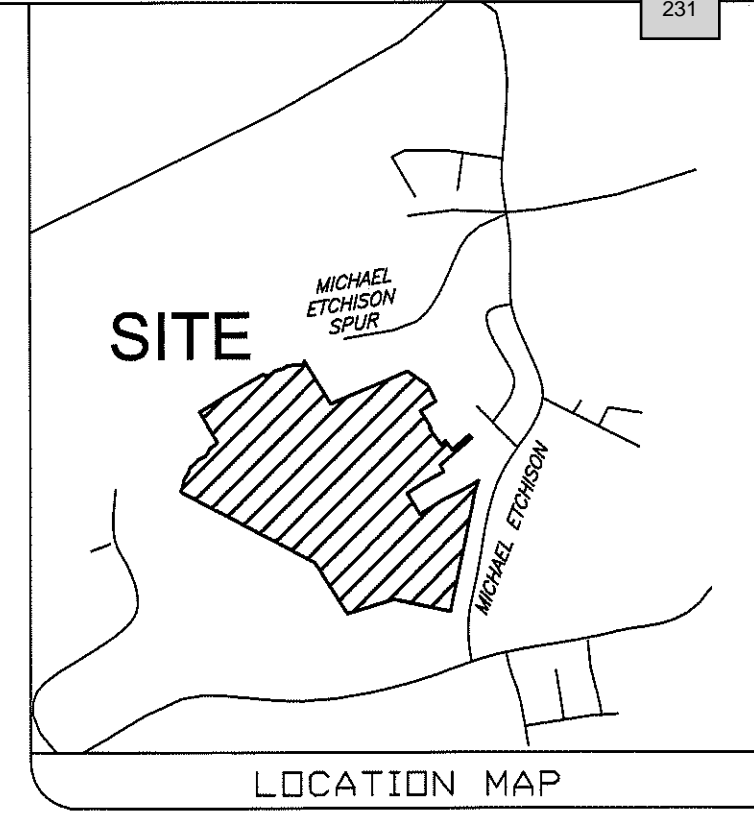 231
MICHAEL
ETCHISON
SPUR
SITE
MICHAEL ETCHISON
LOCATION MAP